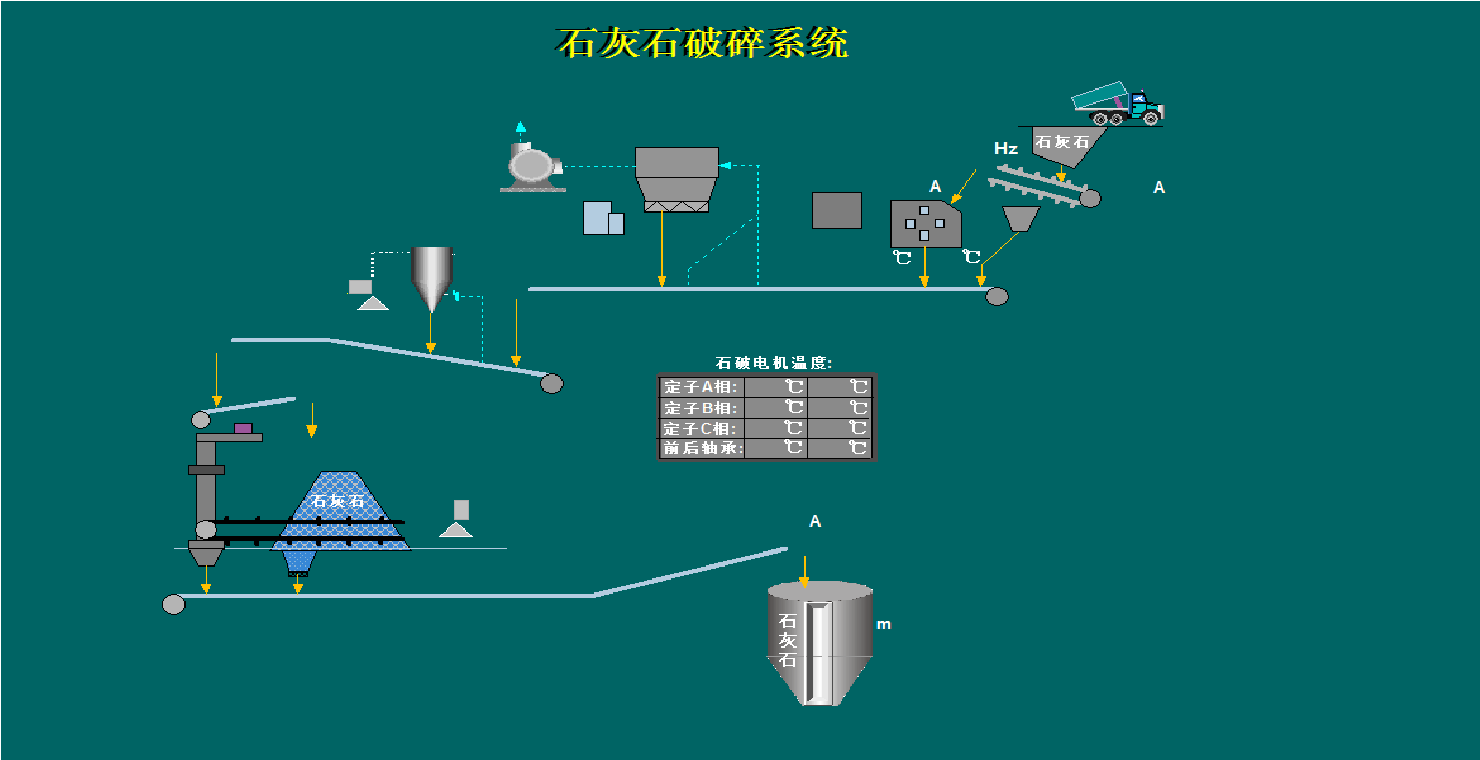 石灰石破碎系统
石灰石
Hz
A
A
℃
℃
石破电机温度:
定子A相: ℃ ℃
定子B相: ℃ ℃
定子C相: ℃ ℃
前后轴承: ℃ ℃
石灰石
A
石灰石
m